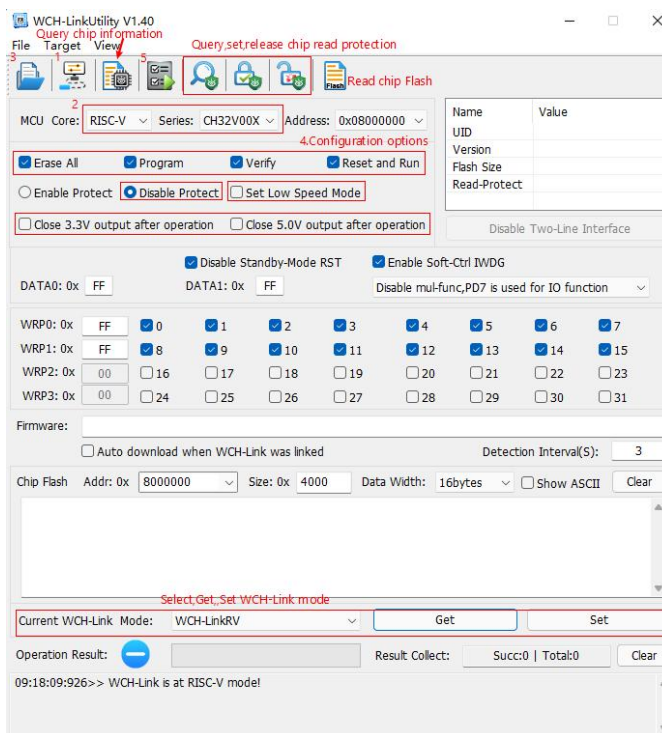 WCH-LinkUtility V1.40
File Target View
Query chip information
Query,set,release chip read protection
3 1 5
Flash
Read chip Flash
2
MCU Core: RISC-V Series: CH32V00X Address: 0x08000000
4.Configuration options
Erase All Program Verify Reset and Run
Enable Protect Disable Protect Set Low Speed Mode
Close 3.3V output after operation Close 5.0V output after operation
Name Value
UID
Version
Flash Size
Read-Protect
Disable Two-Line Interface
Disable Standby-Mode RST Enable Soft-Ctrl IWDG
DATA0: 0x FF DATA1: 0x FF Disable mul-func,PD7 is used for IO function
WRP0: 0x FF 0 1 2 3 4 5 6 7
WRP1: 0x FF 8 9 10 11 12 13 14 15
WRP2: 0x 00 16 17 18 19 20 21 22 23
WRP3: 0x 00 24 25 26 27 28 29 30 31
Firmware:
Auto download when WCH-Link was linked Detection Interval(S): 3
Chip Flash Addr: 0x 8000000 Size: 0x 4000 Data Width: 16bytes Show ASCII Clear
Select,Get,,Set WCH-Link mode
Current WCH-Link Mode: WCH-LinkRV Get Set
Operation Result: Result Collect: Succ:0 | Total:0 Clear
09:18:09:926>> WCH-Link is at RISC-V mode!